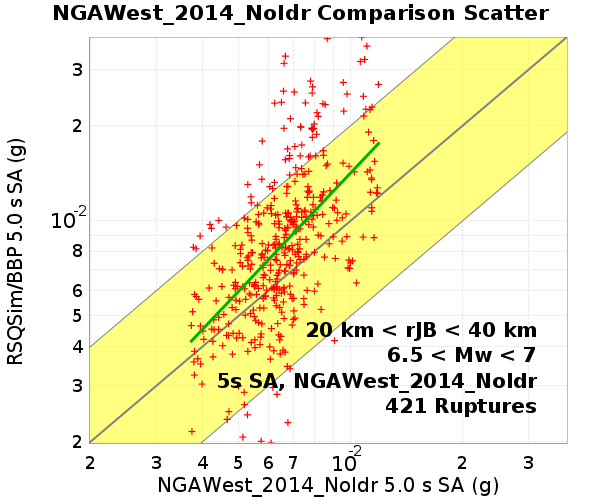 NGAWest_2014_NoIdr Comparison Scatter
RSQSim/BBP 5.0 s SA (g)
3
2
10-2
8
6
5
4
3
2
20 km < rJB < 40 km
6.5 < Mw < 7
5s SA, NGAWest_2014_NoIdr
421 Ruptures
2 3 4 5 6 7 10-2 2 3
NGAWest_2014_NoIdr 5.0 s SA (g)